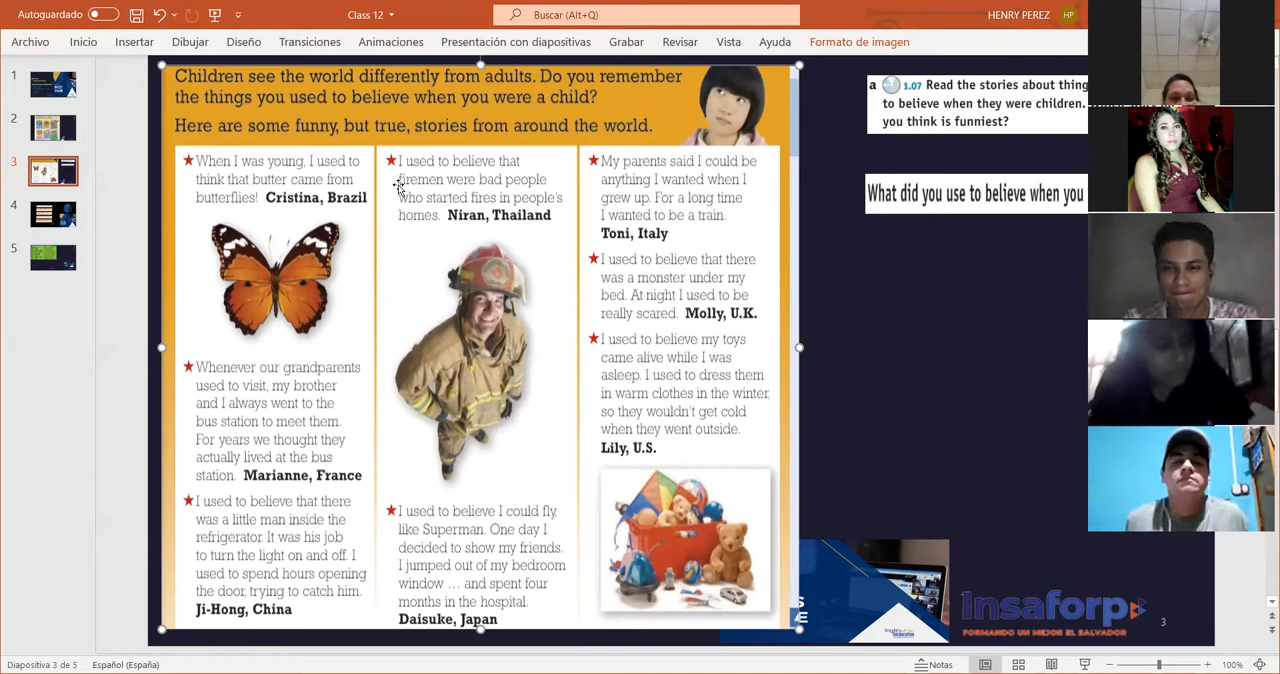 Autoguardado
Class 12
Buscar (Alt+Q)
HENRY PEREZ
HP
Archivo
Inicio
Insertar
Dibujar
Diseño
Transiciones
Animaciones
Presentación con diapositivas
Grabar
Revisar
Vista
Ayuda
Formato de imagen
1
2
3
4
5
Children see the world differently from adults. Do you remember
the things you used to believe when you were a child?
Here are some funny, but true, stories from around the world.
When I was young, I used to
think that butter came from
butterflies! Cristina, Brazil
Whenever our grandparents
used to visit, my brother
and I always went to the
bus station to meet them.
For years we thought they
actually lived at the bus
station. Marianne, France
I used to believe that there
was a little man inside the
refrigerator. It was his job
to turn the light on and off. I
used to spend hours opening
the door, trying to catch him.
Ji-Hong, China
I used to believe that
firemen were bad people
who started fires in people's
homes. Niran, Thailand
I used to believe I could fly,
like Superman. One day I
decided to show my friends.
I jumped out of my bedroom
window ... and spent four
months in the hospital.
Daisuke, Japan
My parents said I could be
anything I wanted when I
grew up. For a long time
I wanted to be a train.
Toni, Italy
I used to believe that there
was a monster under my
bed. At night I used to be
really scared. Molly, U.K.
I used to believe my toys
came alive while I was
asleep. I used to dress them
in warm clothes in the winter,
so they wouldn't get cold
when they went outside.
Lily, U.S.
a 1.07 Read the stories about thing
to believe when they were children.
you think is funniest?
What did you use to believe when you
S
Æ
Insaforp
FORMANDO UN MEJOR EL SALVADOR
3
Diapositiva 3 de 5
Español (España)
Notas
100%